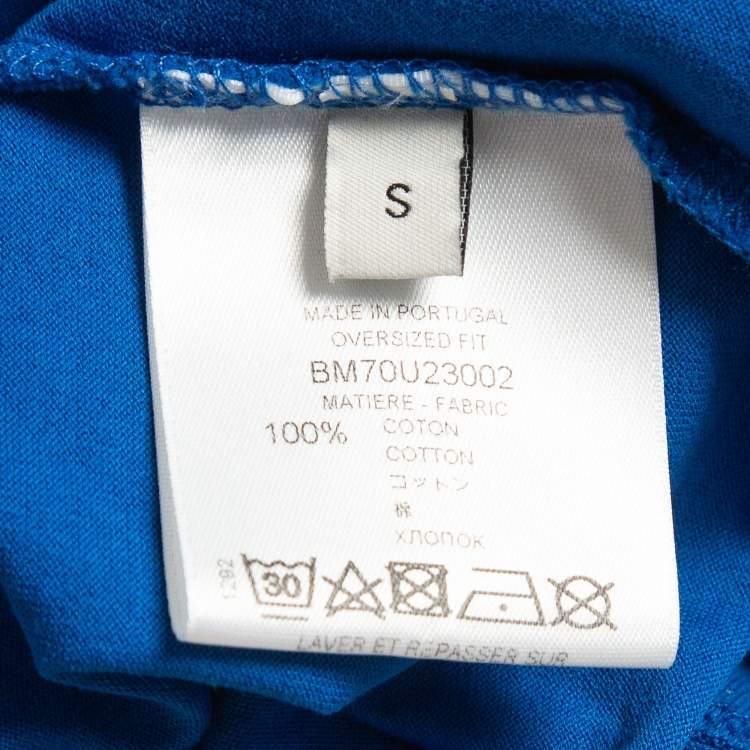 S
MADE IN PORTUGAL
OVERSIZED FIT
BM70U23002
MATIERE - FABRIC
100% COTON
COTTON
コットン
棉
хлопок
1292
30
LAVER ET REPASSER SUR